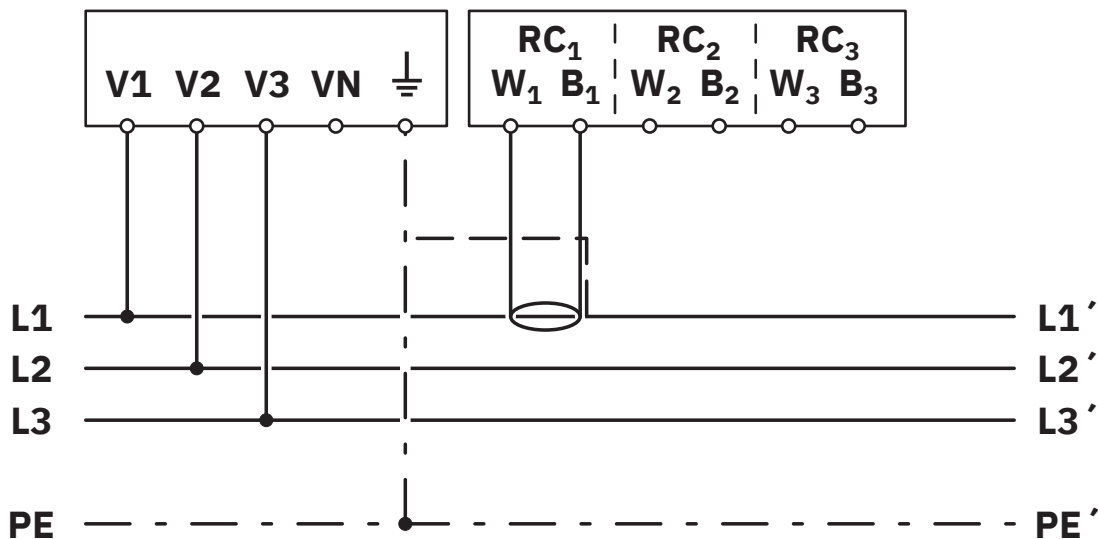 RC₁ RC₂ RC₃
V1 V2 V3 VN W₁ B₁ W₂ B₂ W₃ B₃
L1 L1′
L2 L2′
L3 L3′
PE PE′